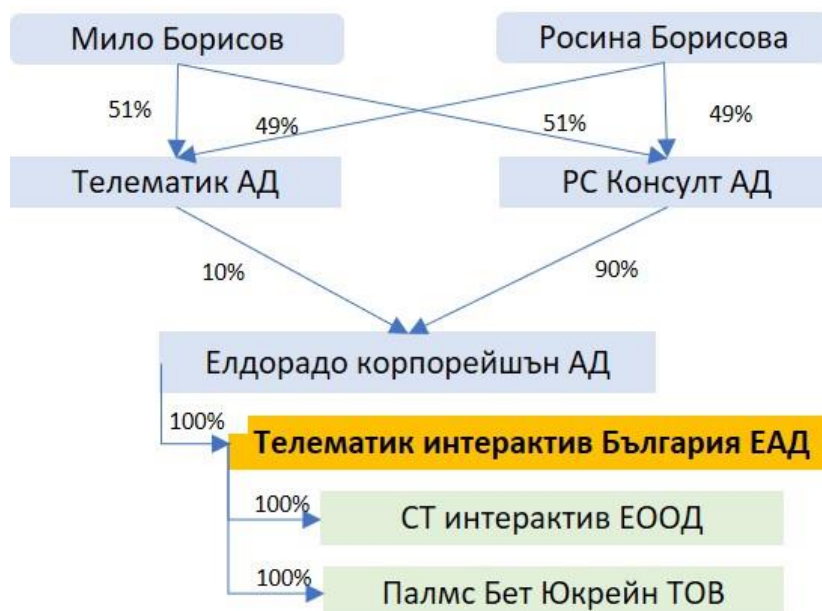 Мило Борисов
Росина Борисова
51%
49%
51%
49%
Телематик АД
РС Консулт АД
10%
90%
Елдорадо корпорейшън АД
100%
Телематик интерактив България ЕАД
100%
СТ интерактив ЕООД
100%
Палмс Бет Юкрейн ТОВ